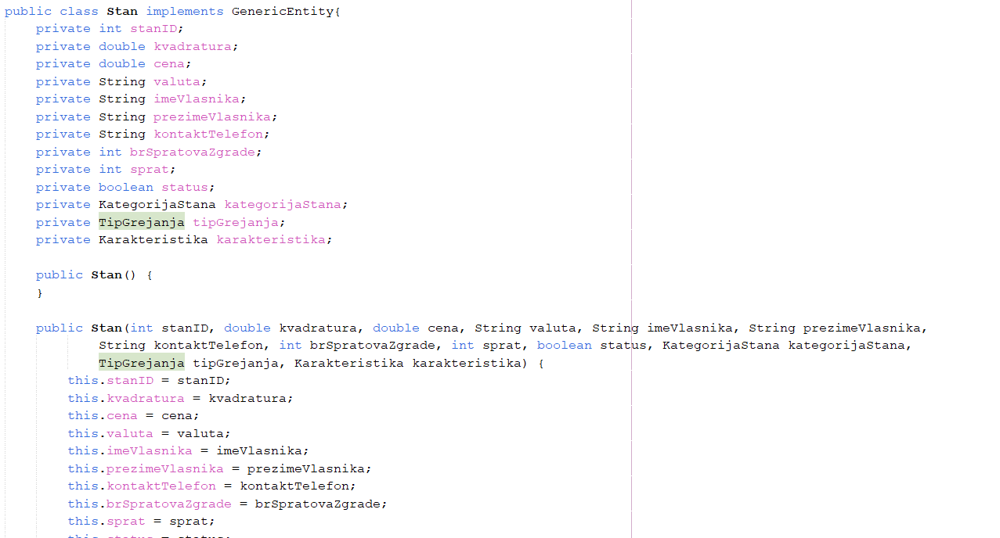 public class Stan implements GenericEntity{
    private int stanID;
    private double kvadratura;
    private double cena;
    private String valuta;
    private String imeVlasnika;
    private String prezimeVlasnika;
    private String kontaktTelefon;
    private int brSpratovaZgrade;
    private int sprat;
    private boolean status;
    private KategorijaStana kategorijaStana;
    private TipGrejanja tipGrejanja;
    private Karakteristika karakteristika;

    public Stan() {
    }

    public Stan(int stanID, double kvadratura, double cena, String valuta, String imeVlasnika, String prezimeVlasnika,
            String kontaktTelefon, int brSpratovaZgrade, int sprat, boolean status, KategorijaStana kategorijaStana,
            TipGrejanja tipGrejanja, Karakteristika karakteristika) {
        this.stanID = stanID;
        this.kvadratura = kvadratura;
        this.cena = cena;
        this.valuta = valuta;
        this.imeVlasnika = imeVlasnika;
        this.prezimeVlasnika = prezimeVlasnika;
        this.kontaktTelefon = kontaktTelefon;
        this.brSpratovaZgrade = brSpratovaZgrade;
        this.sprat = sprat;